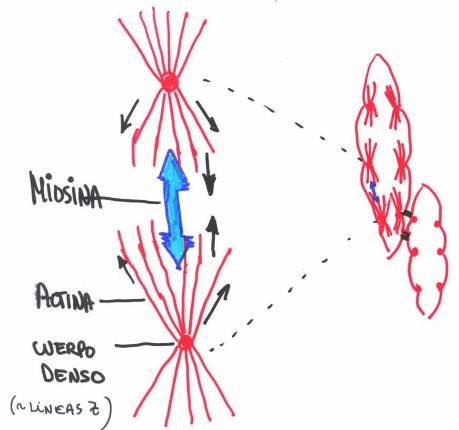 MIOSINA
ACTINA
CUERPO
DENSO
(~ LÍNEAS Z)